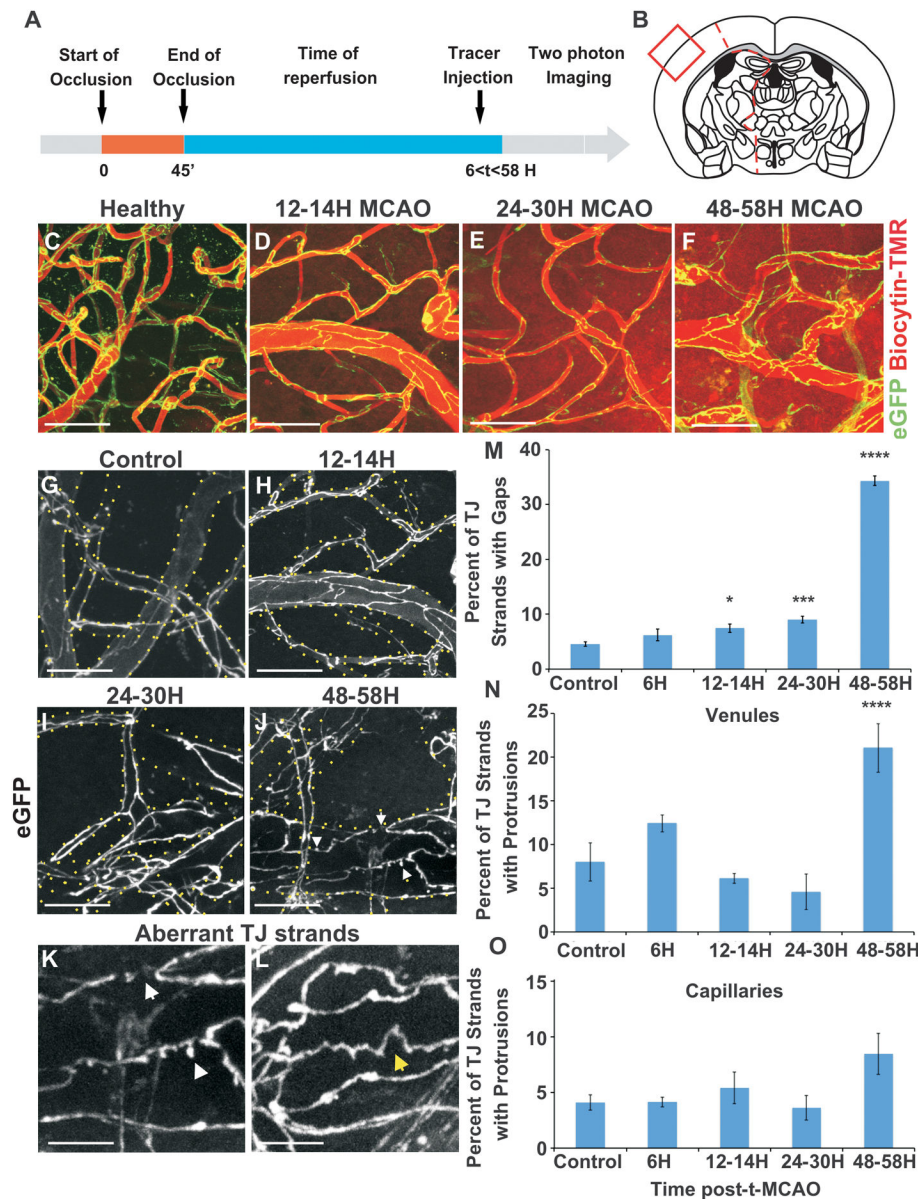 A
Start of Occlusion
End of Occlusion
Time of reperfusion
Tracer Injection
Two photon Imaging
0
45'
6<t<58 H
B
Healthy
12-14H MCAO
24-30H MCAO
48-58H MCAO
C
D
E
F
eGFP Biocytin-TMR
Control
12-14H
G
H
24-30H
48-58H
I
J
eGFP
Aberrant TJ strands
K
L
M
Percent of TJ
Strands with Gaps
40
30
20
10
0
*
***
****
Control
6H
12-14H
24-30H
48-58H
N
Venules
Percent of TJ Strands
with Protrusions
25
20
15
10
5
0
****
Control
6H
12-14H
24-30H
48-58H
O
Capillaries
Percent of TJ Strands
with Protrusions
15
10
5
0
Control
6H
12-14H
24-30H
48-58H
Time post-t-MCAO